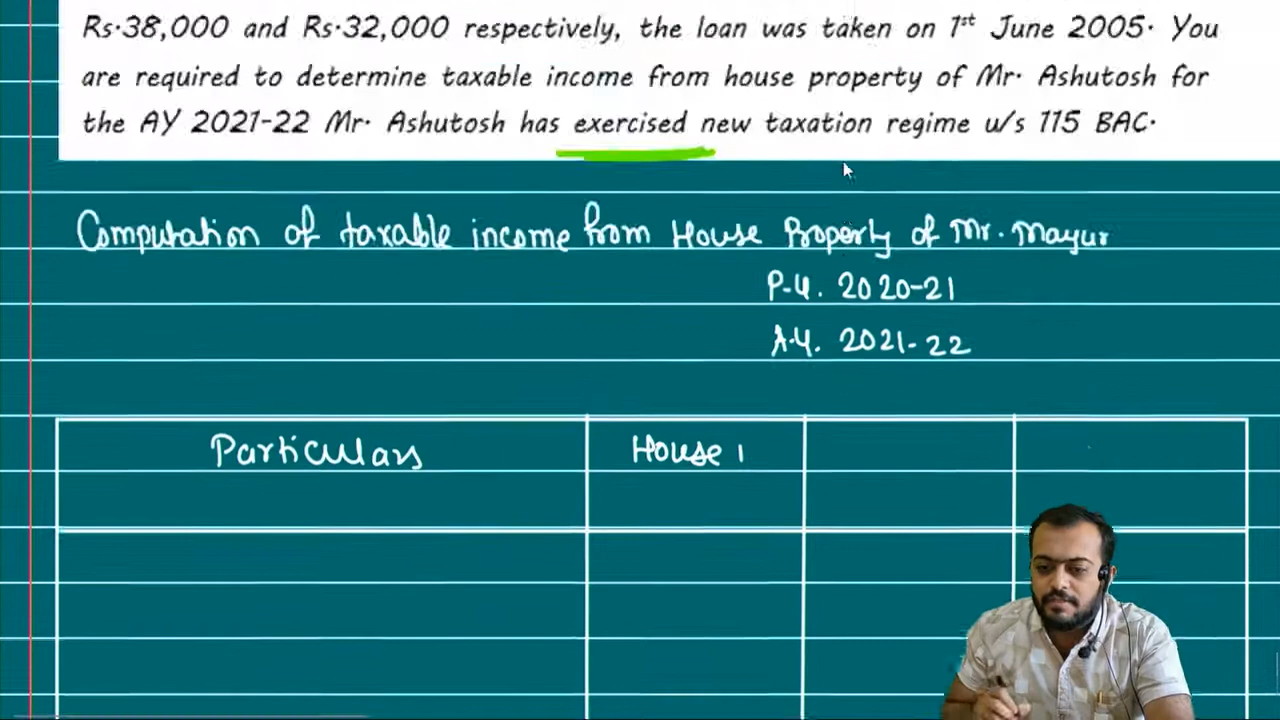 Rs.38,000 and Rs.32,000 respectively, the loan was taken on 1st June 2005. You
are required to determine taxable income from house property of Mr. Ashutosh for
the AY 2021-22 Mr. Ashutosh has exercised new taxation regime u/s 115 BAC.
Computation of taxable income from House Property of Mr. Mayur
P.Y. 2020-21
A.Y. 2021-22
Particulars House 1